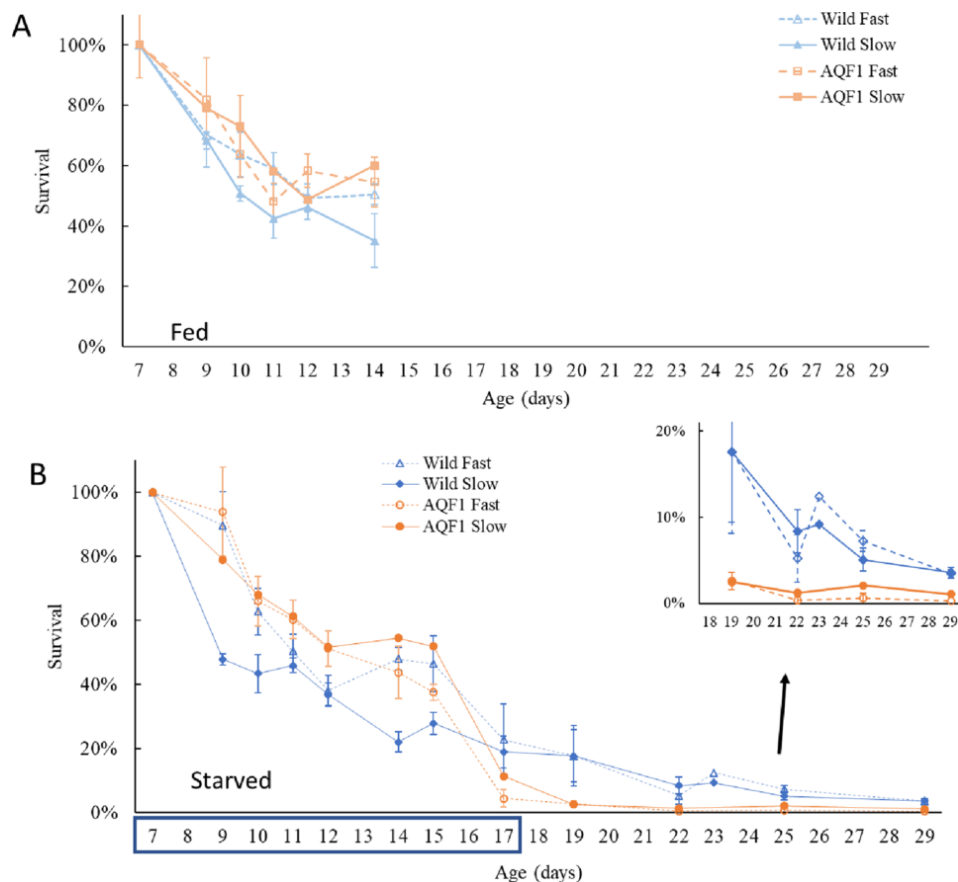 A
Survival
100%
80%
60%
40%
20%
0%
Wild Fast
Wild Slow
AQF1 Fast
AQF1 Slow
Fed
7 8 9 10 11 12 13 14 15 16 17 18 19 20 21 22 23 24 25 26 27 28 29
Age (days)
B
Survival
100%
80%
60%
40%
20%
0%
Wild Fast
Wild Slow
AQF1 Fast
AQF1 Slow
20%
10%
0%
18 19 20 21 22 23 24 25 26 27 28 29
Starved
7 8 9 10 11 12 13 14 15 16 17 18 19 20 21 22 23 24 25 26 27 28 29
Age (days)